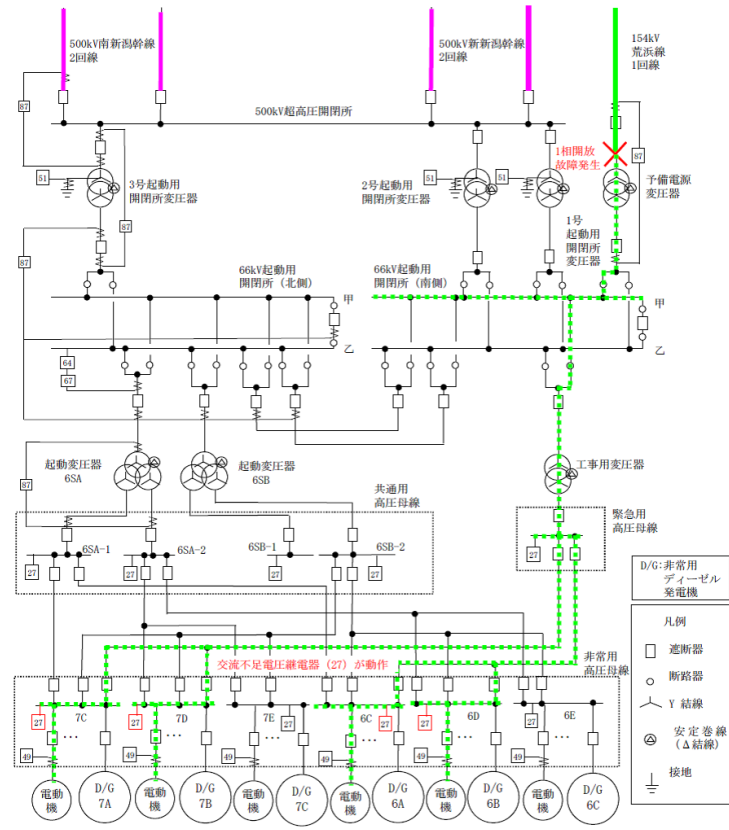 500kV南新潟幹線
2回線
500kV新新潟幹線
2回線
154kV
荒浜線
1回線
87
500kV超高圧開閉所
87
51
3号起動用
開閉所変圧器
51
2号起動用
開閉所変圧器
51
1相開放
故障発生
87
予備電源
変圧器
1号
起動用
開閉所
変圧器
87
87
66kV起動用
開閉所（北側）
甲
乙
66kV起動用
開閉所（南側）
甲
乙
64
67
起動変圧器
6SA
起動変圧器
6SB
工事用変圧器
87
共通用
高圧母線
6SA-1
6SA-2
6SB-1
6SB-2
27
27
27
27
緊急用
高圧母線
27
D/G:非常用
ディーゼル
発電機
交流不足電圧継電器（27）が動作
非常用
高圧母線
27
7C
27
7D
7E
27
6C
27
27
6D
6E
27
…
…
…
…
…
…
49
49
49
49
49
49
電動
機
D/G
7A
電動
機
D/G
7B
電動
機
D/G
7C
電動
機
D/G
6A
電動
機
D/G
6B
電動
機
D/G
6C
凡例
遮断器
断路器
Y 結線
安定巻線
（Δ結線）
接地